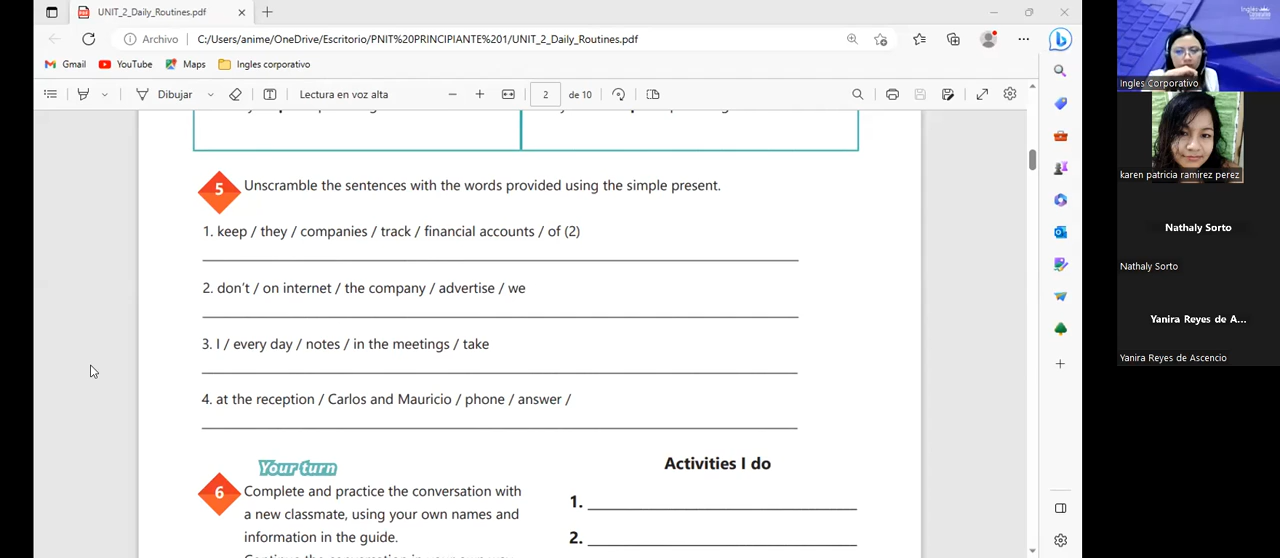 UNIT_2_Daily_Routines.pdf
Archivo C:/Users/anime/OneDrive/Escritorio/PNIT%20PRINCIPIANTE%201/UNIT_2_Daily_Routines.pdf
Gmail YouTube Maps Ingles corporativo
Dibujar Lectura en voz alta 2 de 10
5 Unscramble the sentences with the words provided using the simple present.
1. keep / they / companies / track / financial accounts / of (2)
2. don't / on internet / the company / advertise / we
3. I / every day / notes / in the meetings / take
4. at the reception / Carlos and Mauricio / phone / answer /
Your turn
6 Complete and practice the conversation with
a new classmate, using your own names and
information in the guide.
Activities I do
1.
2.
Ingles Corporativo
karen patricia ramirez perez
Nathaly Sorto
Nathaly Sorto
Yanira Reyes de A...
Yanira Reyes de Ascencio